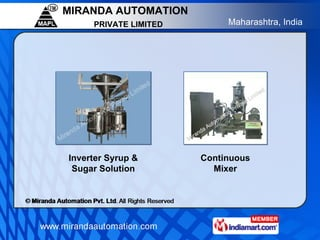 MIRANDA AUTOMATION
PRIVATE LIMITED
Maharashtra, India
TM
MAPL
Inverter Syrup &
Sugar Solution
Continuous
Mixer
© Miranda Automation Pvt. Ltd. All Rights Reserved
www.mirandaautomation.com
MEMBER
indiamart.com